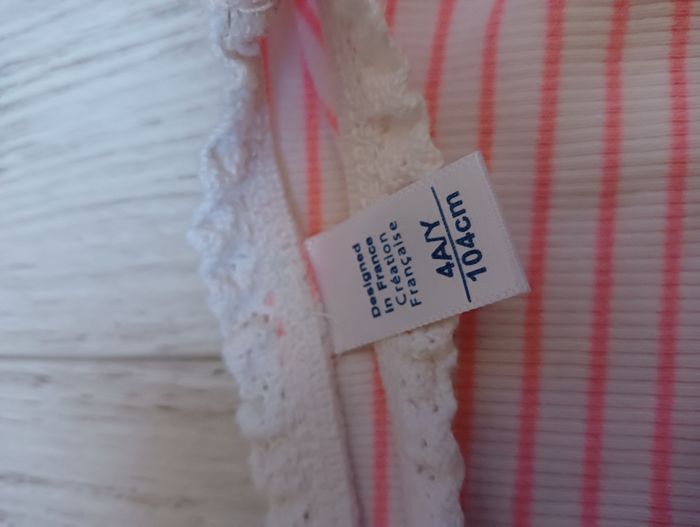 4A/Y
104cm
Designed
in France
Création
Française